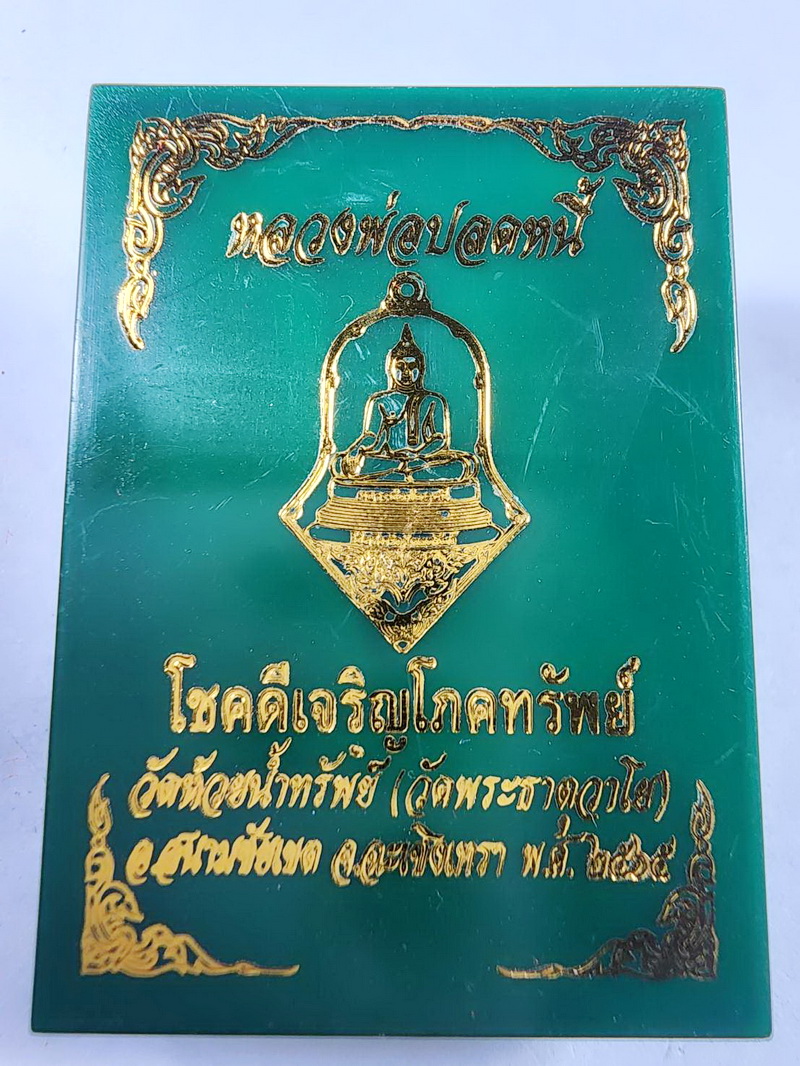 หลวงพ่อปลดหนี้
โชคดีเจริญโภคทรัพย์
วัดห้วยน้ำทรัพย์ (วัดพระธาตุวาโย)
อ.สนามชัยเขต จ.ฉะเชิงเทรา พ.ศ. ๒๕๖๕